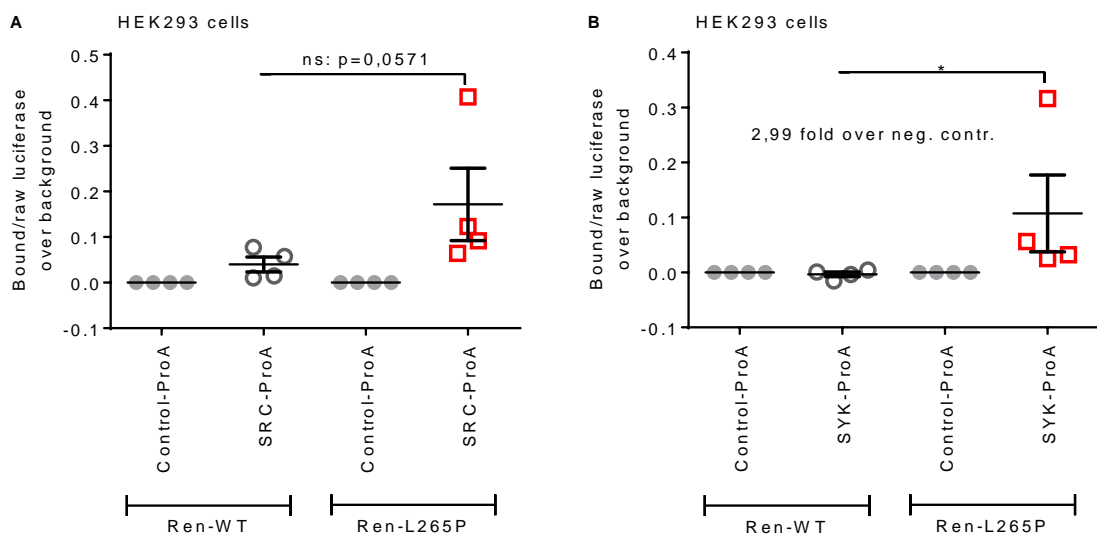 A
HEK293 cells
Bound/raw luciferase
over background
0.5
0.4
0.3
0.2
0.1
0.0
-0.1
ns: p=0,0571
Control-ProA
SRC-ProA
Control-ProA
SRC-ProA
Ren-WT
Ren-L265P
B
HEK293 cells
Bound/raw luciferase
over background
0.4
0.3
0.2
0.1
0.0
-0.1
*
2,99 fold over neg. contr.
Control-ProA
SYK-ProA
Control-ProA
SYK-ProA
Ren-WT
Ren-L265P